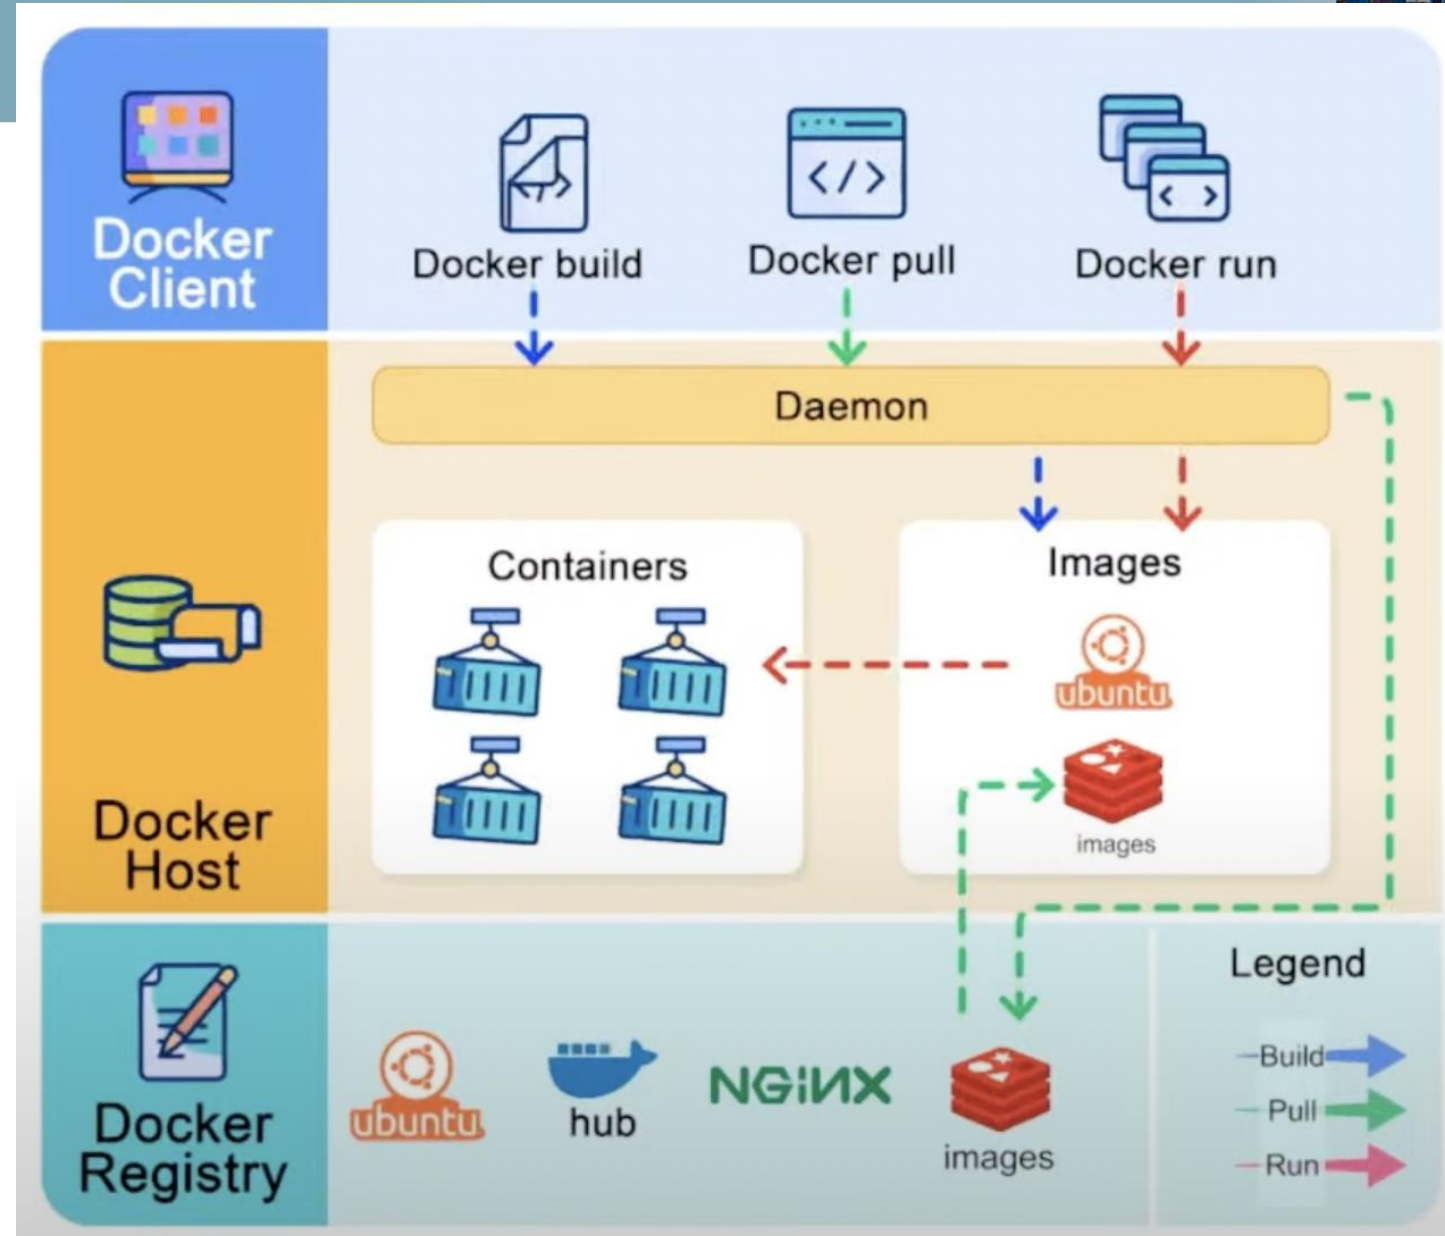 Docker
Client
Docker build
Docker pull
Docker run
</>
</>
< >
Daemon
Docker
Host
Containers
Images
ubuntu
images
Docker
Registry
ubuntu
hub
NGiNX
images
Legend
Build
Pull
Run